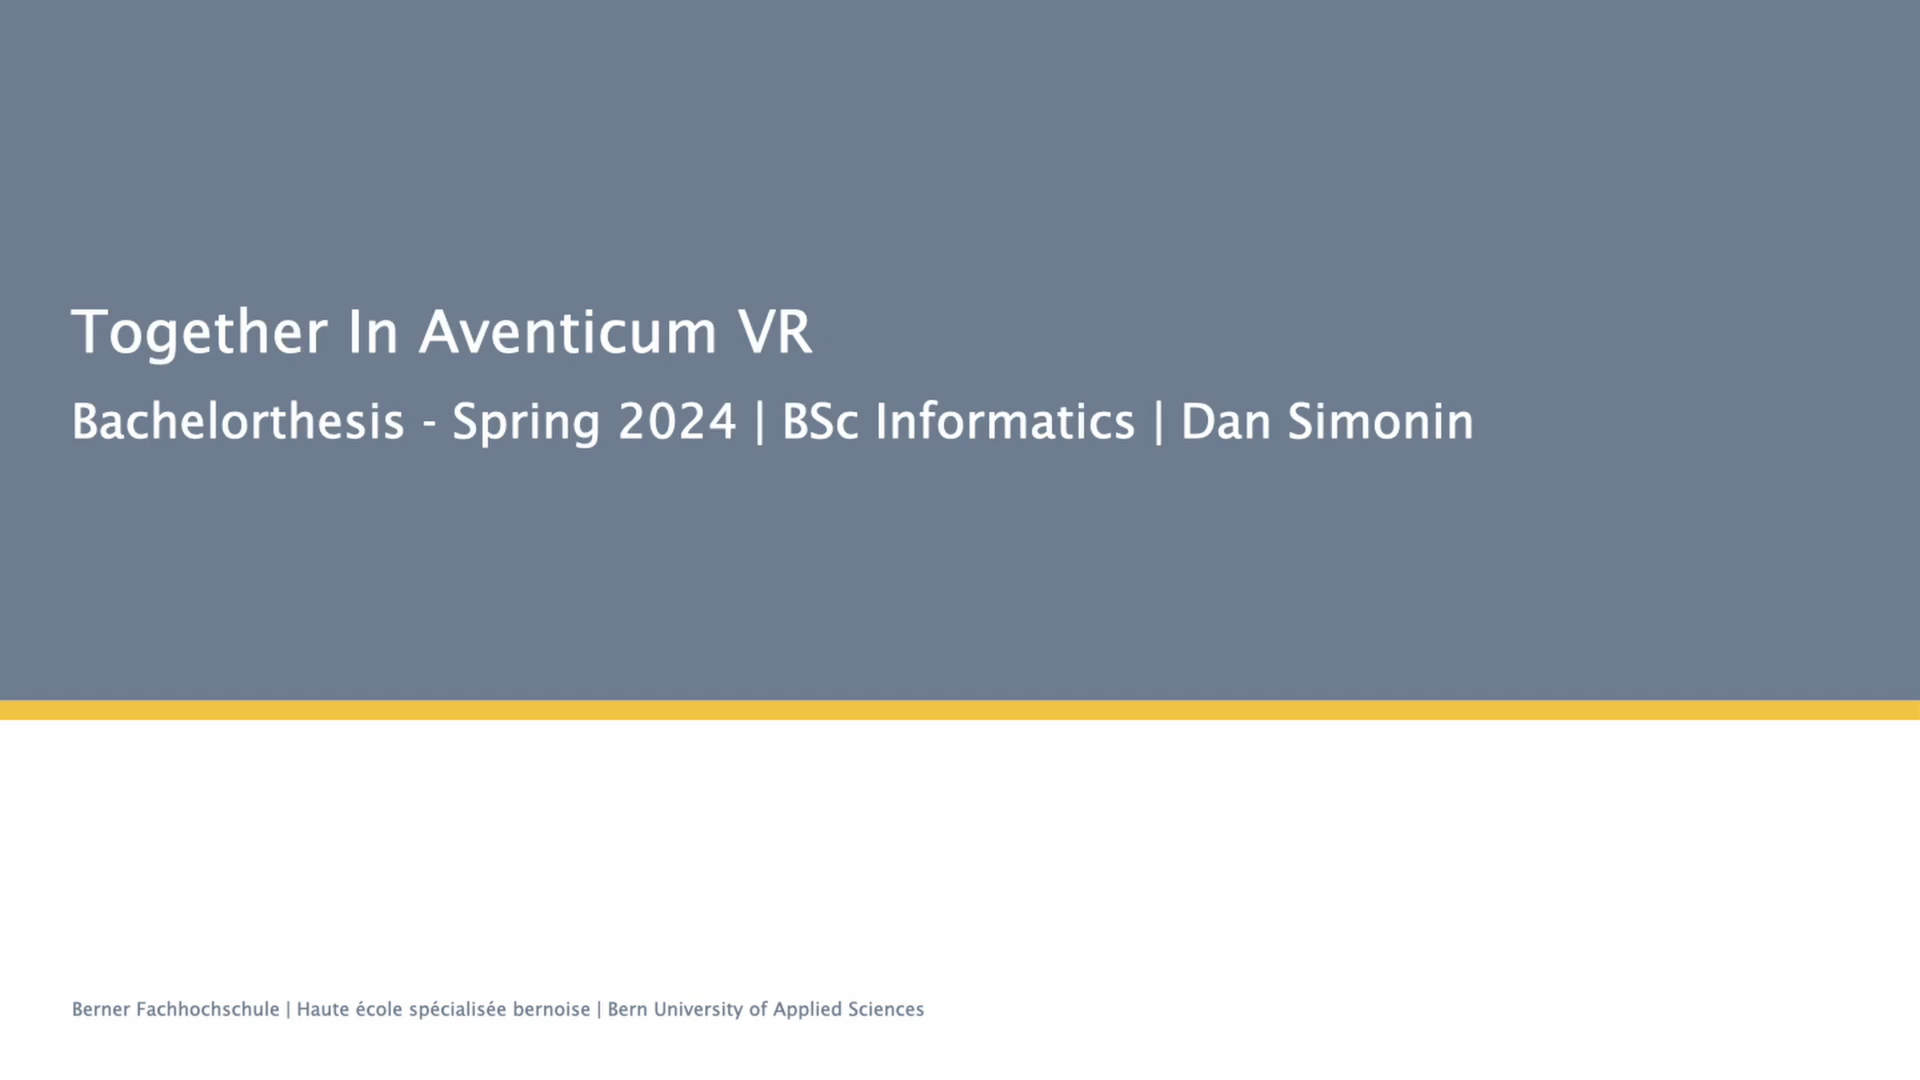 Together In Aventicum VR
Bachelorthesis - Spring 2024 | BSc Informatics | Dan Simonin
Berner Fachhochschule | Haute école spécialisée bernoise | Bern University of Applied Sciences